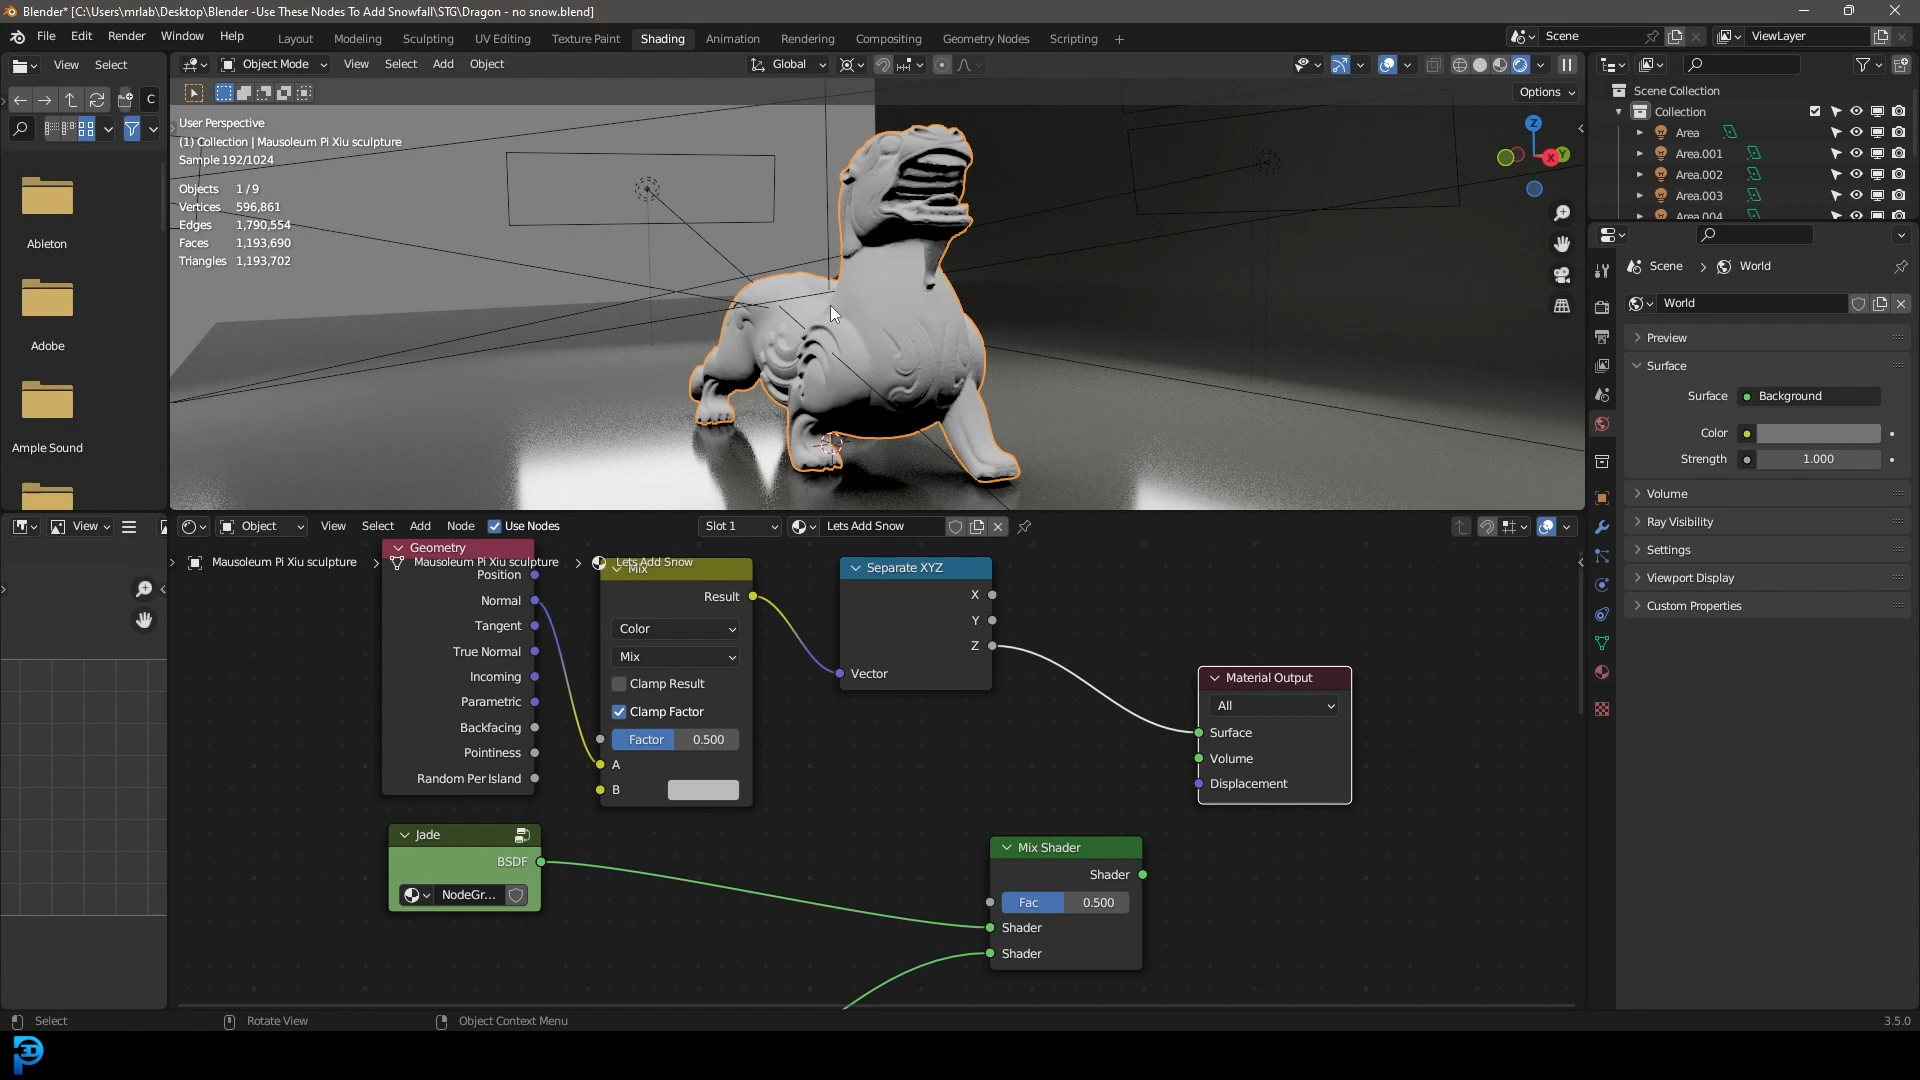 Blender* [C:\Users\mrlab\Desktop\Blender -Use These Nodes To Add Snowfall\STG\Dragon - no snow.blend]
File Edit Render Window Help
Layout Modeling Sculpting UV Editing Texture Paint Shading Animation Rendering Compositing Geometry Nodes Scripting +
Scene
ViewLayer
View Select
Object Mode View Select Add Object
Global
Options
C
User Perspective
(1) Collection | Mausoleum Pi Xiu sculpture
Sample 192/1024
Objects 1/9
Vertices 596,861
Edges 1,790,554
Faces 1,193,690
Triangles 1,193,702
Z
X
Y
Ableton
Adobe
Ample Sound
Scene Collection
Collection
Area
Area.001
Area.002
Area.003
Area.004
Scene > World
World
Preview
Surface
Surface Background
Color
Strength 1.000
Volume
Ray Visibility
Settings
Viewport Display
Custom Properties
View
Object View Select Add Node Use Nodes
Slot 1
Lets Add Snow
Mausoleum Pi Xiu sculpture > Mausoleum Pi Xiu sculpture > Lets Add Snow
Geometry
Position
Normal
Tangent
True Normal
Incoming
Parametric
Backfacing
Pointiness
Random Per Island
Mix
Result
Color
Mix
Clamp Result
Clamp Factor
Factor 0.500
A
B
Separate XYZ
X
Y
Z
Vector
Material Output
All
Surface
Volume
Displacement
Jade
BSDF
NodeGr...
Mix Shader
Shader
Fac 0.500
Shader
Shader
Select
Rotate View
Object Context Menu
3.5.0
3D